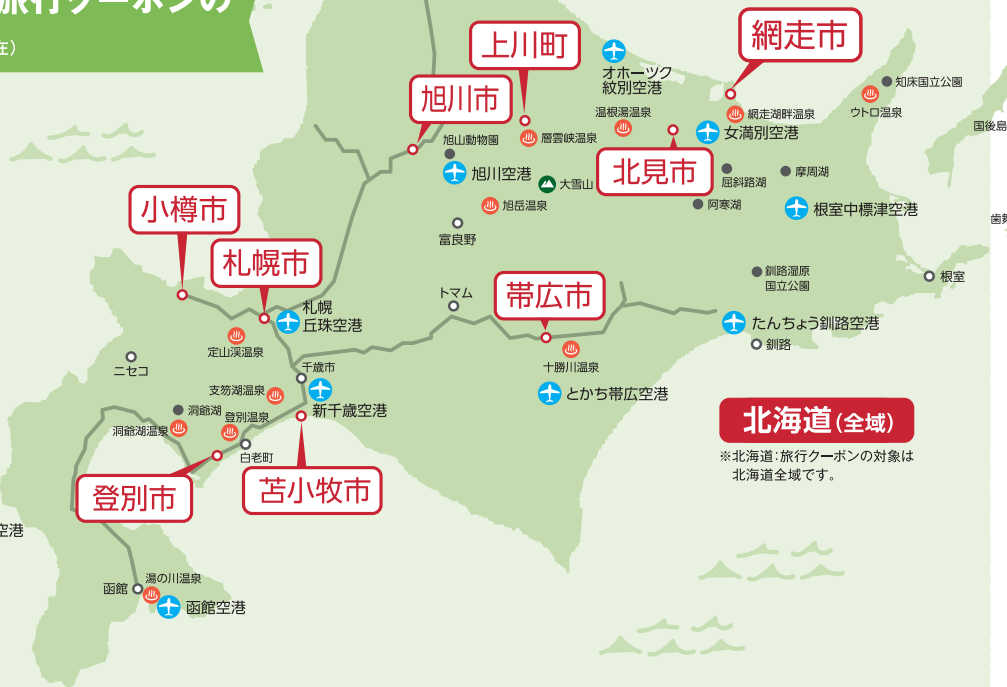 旅行クーポンの
在）
上川町
網走市
オホーツク
紋別空港
知床国立公園
旭川市
ウトロ温泉
温根湯温泉
網走湖畔温泉
国後島
旭山動物園
層雲峡温泉
女満別空港
旭川空港
大雪山
北見市
屈斜路湖
摩周湖
小樽市
旭岳温泉
阿寒湖
根室中標津空港
富良野
札幌市
釧路湿原
国立公園
根室
トマム
帯広市
札幌
丘珠空港
たんちょう釧路空港
定山渓温泉
釧路
ニセコ
千歳市
十勝川温泉
支笏湖温泉
とかち帯広空港
洞爺湖
登別温泉
新千歳空港
洞爺湖温泉
北海道（全域）
白老町
※北海道：旅行クーポンの対象は
北海道全域です。
登別市
苫小牧市
空港
湯の川温泉
函館
函館空港